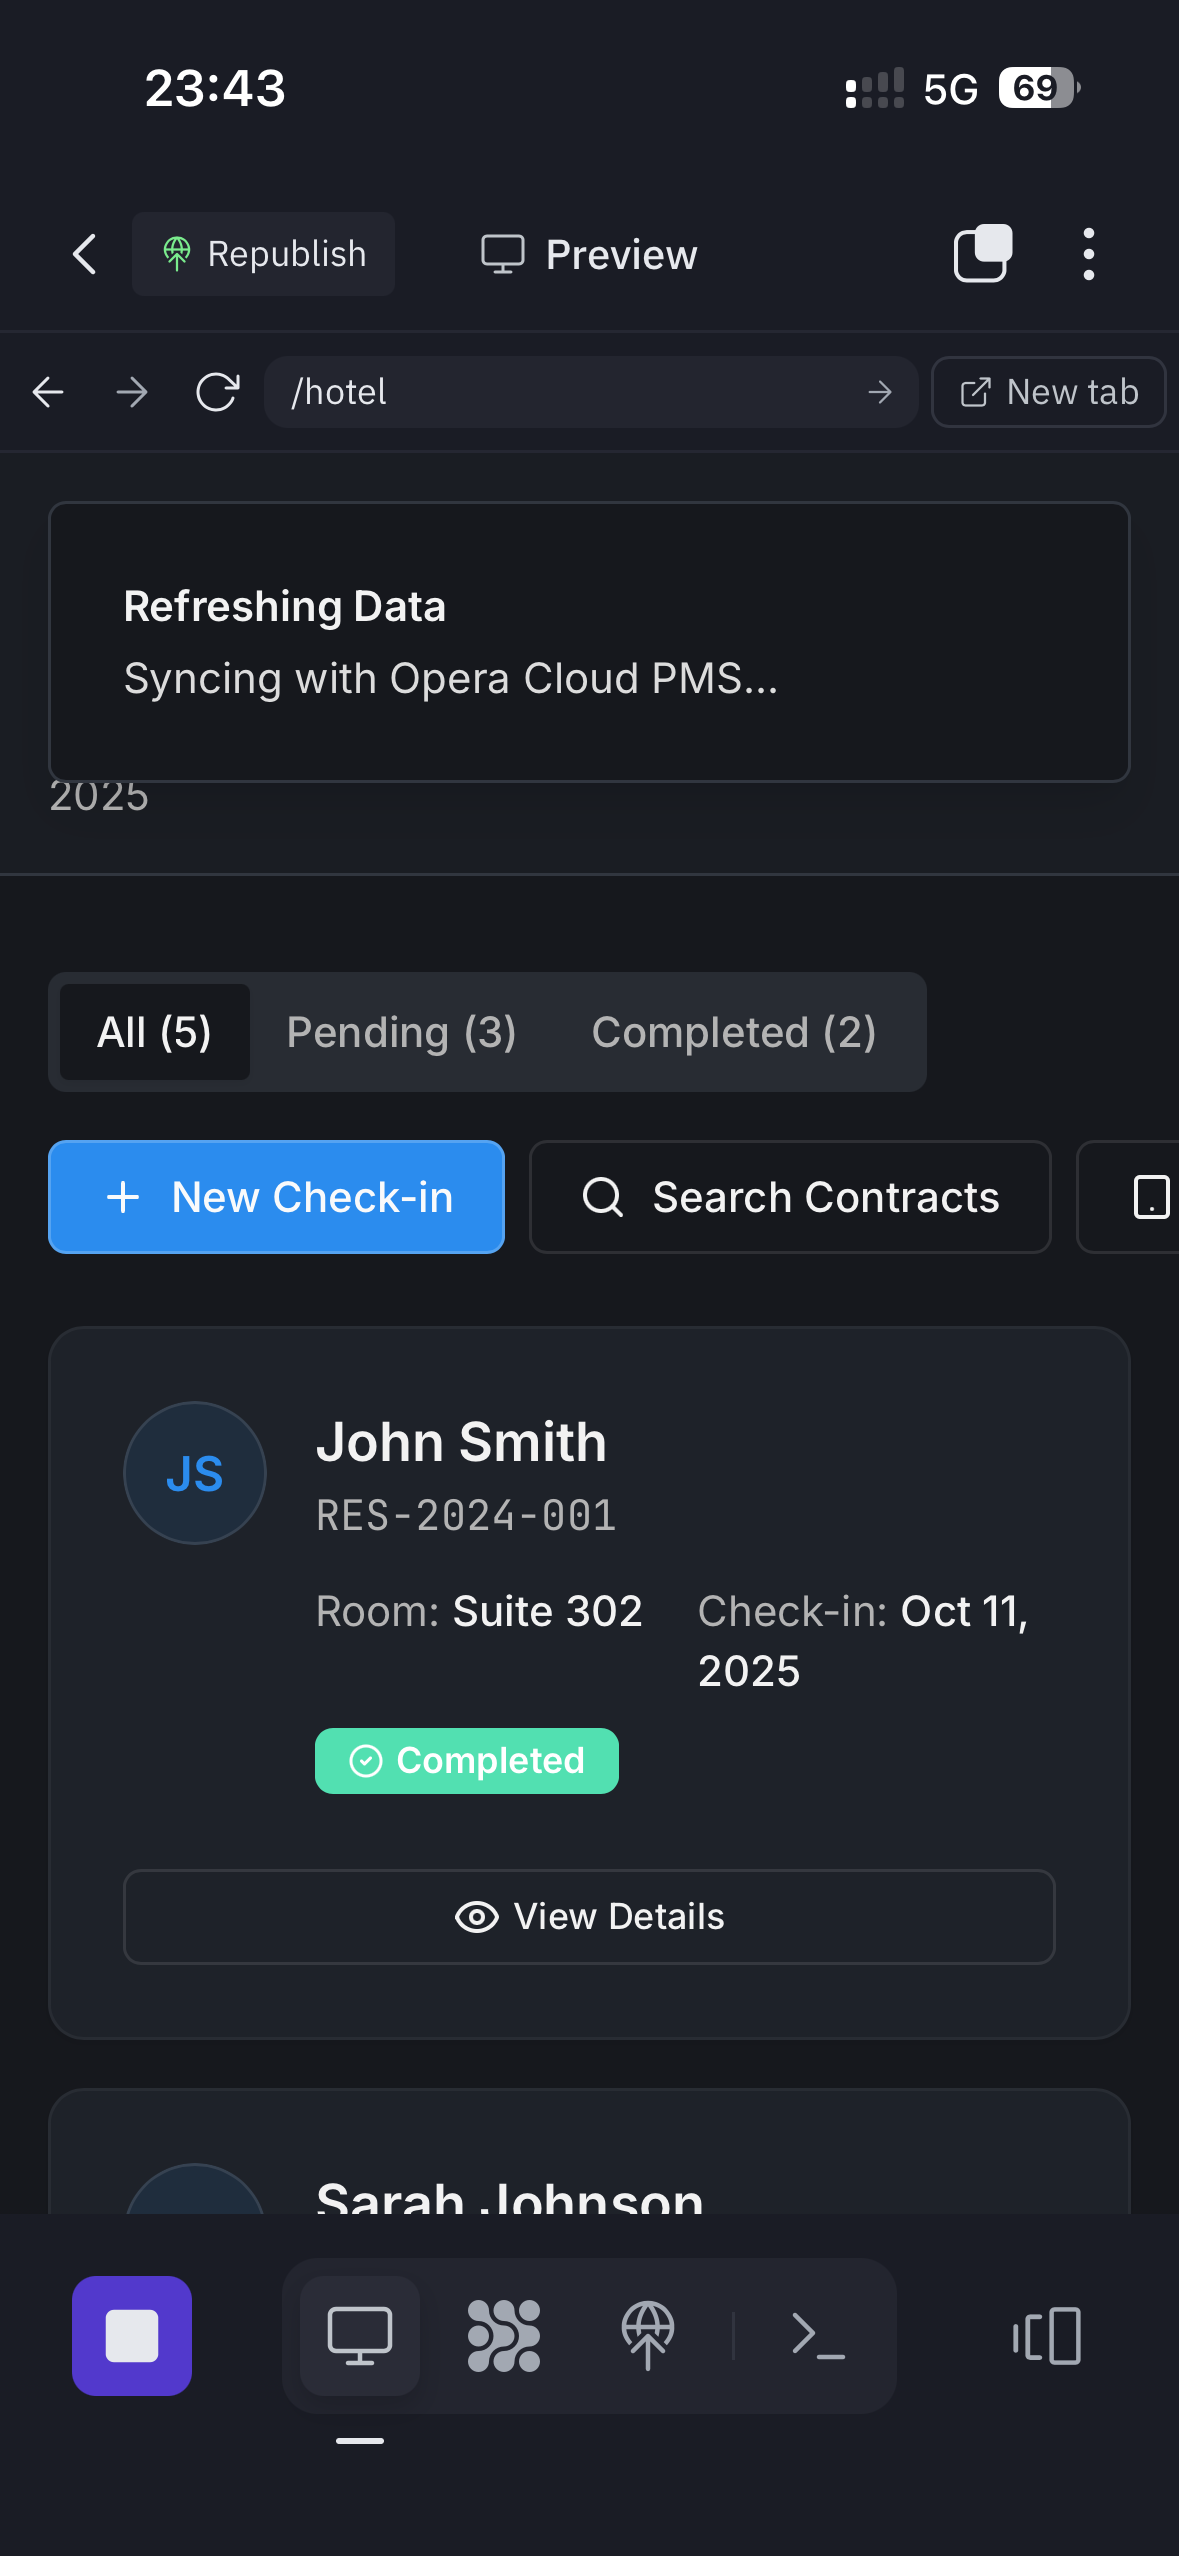 23:43
5G 69
Republish
Preview
/hotel
New tab
Refreshing Data
Syncing with Opera Cloud PMS...
2025
All (5)
Pending (3)
Completed (2)
New Check-in
Search Contracts
JS
John Smith
RES-2024-001
Room: Suite 302
Check-in: Oct 11,
2025
Completed
View Details
Sarah Johnson